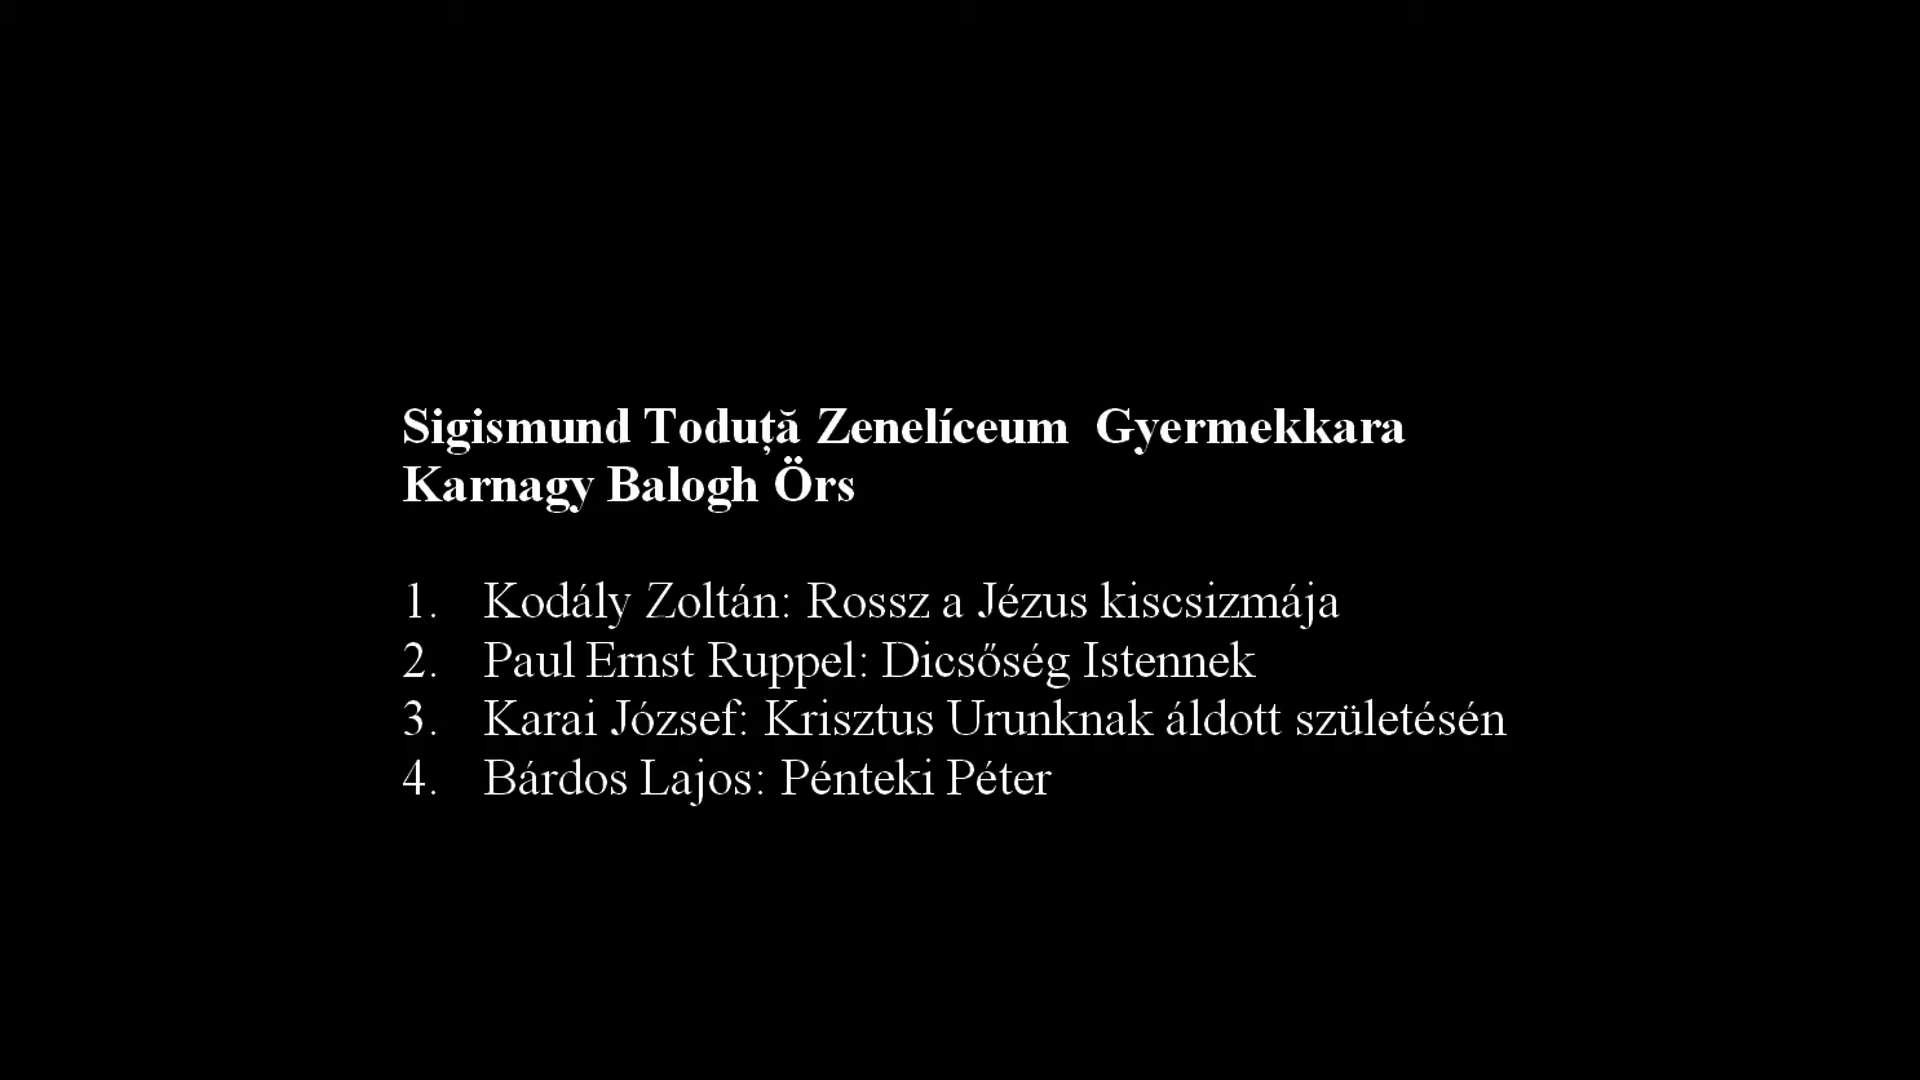 Sigismund Toduță Zenelíceum  Gyermekkara
Karnagy Balogh Örs
1. Kodály Zoltán: Rossz a Jézus kiscsizmája
2. Paul Ernst Ruppel: Dicsőség Istennek
3. Karai József: Krisztus Urunknak áldott születésén
4. Bárdos Lajos: Pénteki Péter